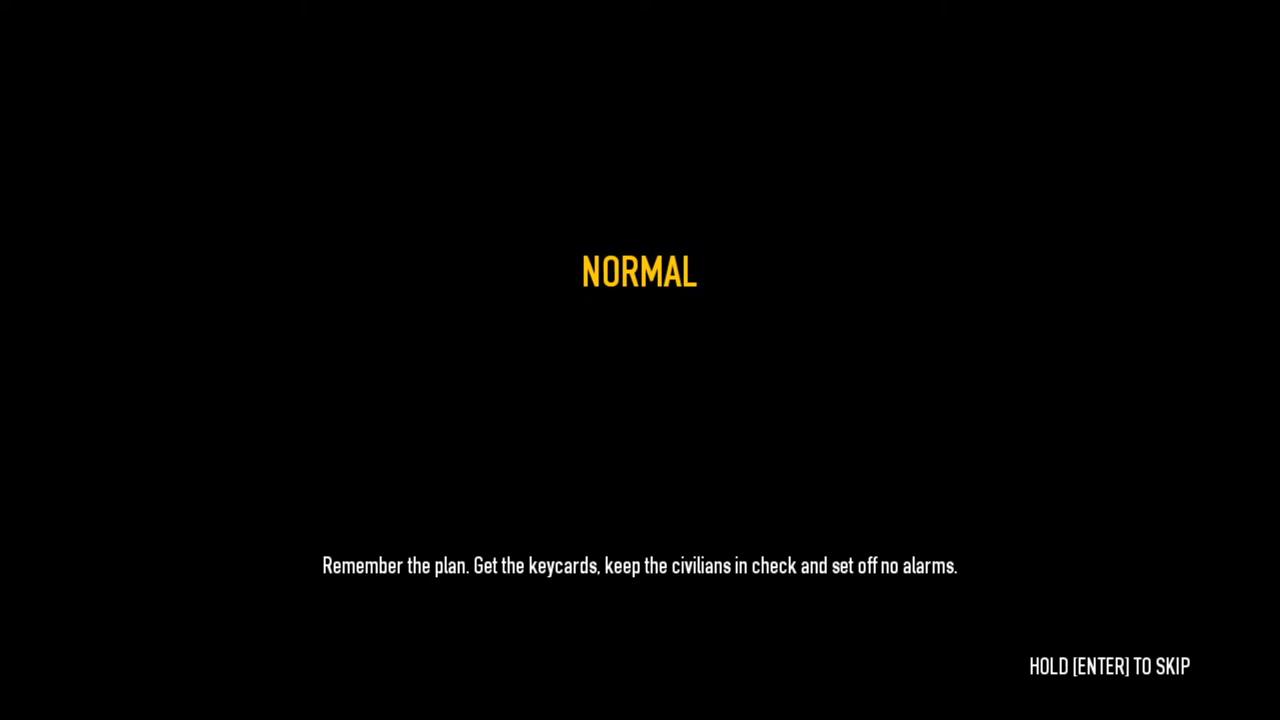 NORMAL
Remember the plan. Get the keycards, keep the civilians in check and set off no alarms.
HOLD [ENTER] TO SKIP